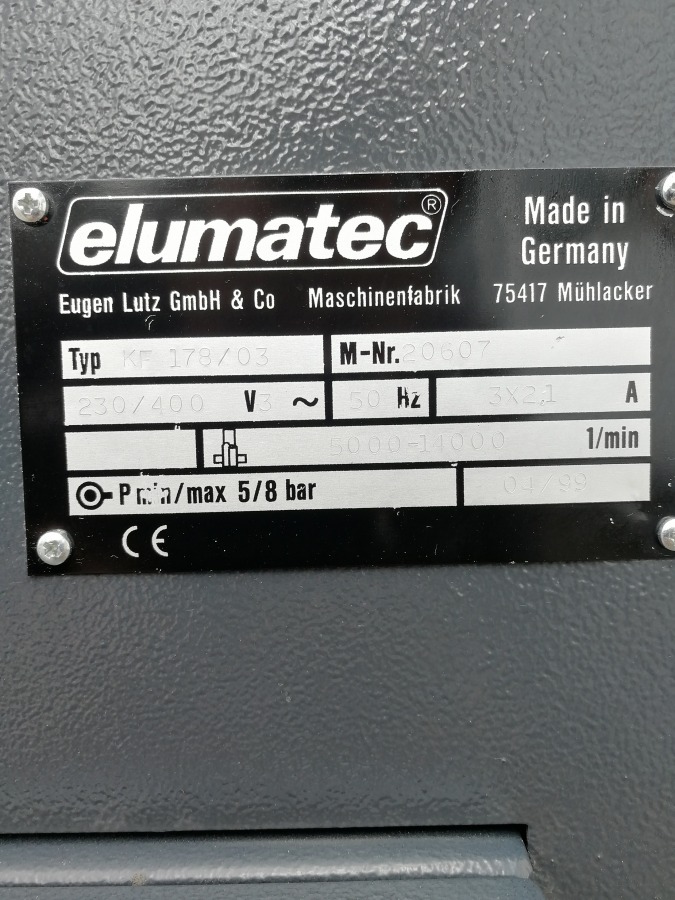 elumatec®
Made in
Germany
Eugen Lutz GmbH & Co Maschinenfabrik 75417 Mühlacker
Typ KF 178/03 M-Nr. 20607
230/400 V3 ~ 50 Hz 3X2,1 A
5000-14000 1/min
P min/max 5/8 bar 04/99
CE